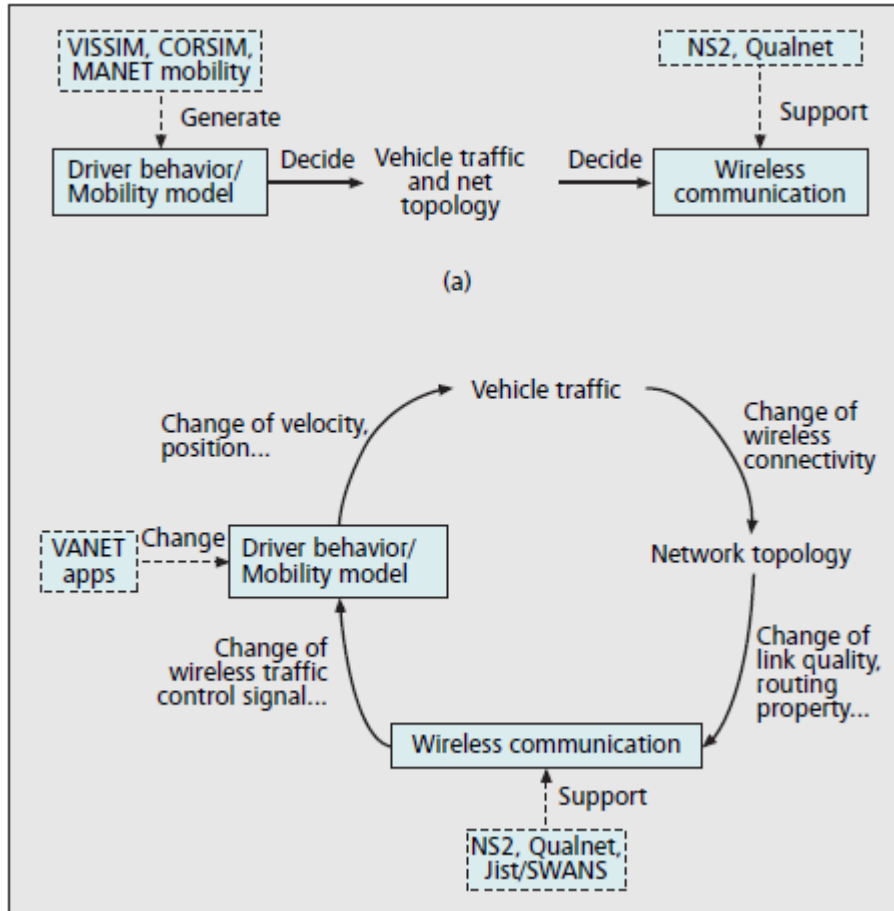 VISSIM, CORSIM,
MANET mobility
NS2, Qualnet
Generate
Support
Driver behavior/
Mobility model
Decide
Vehicle traffic
and net
topology
Decide
Wireless
communication
(a)
Vehicle traffic
Change of velocity,
position...
Change of
wireless
connectivity
VANET
apps
Change
Driver behavior/
Mobility model
Network topology
Change of
wireless traffic
control signal...
Change of
link quality,
routing
property...
Wireless communication
Support
NS2, Qualnet,
Jist/SWANS